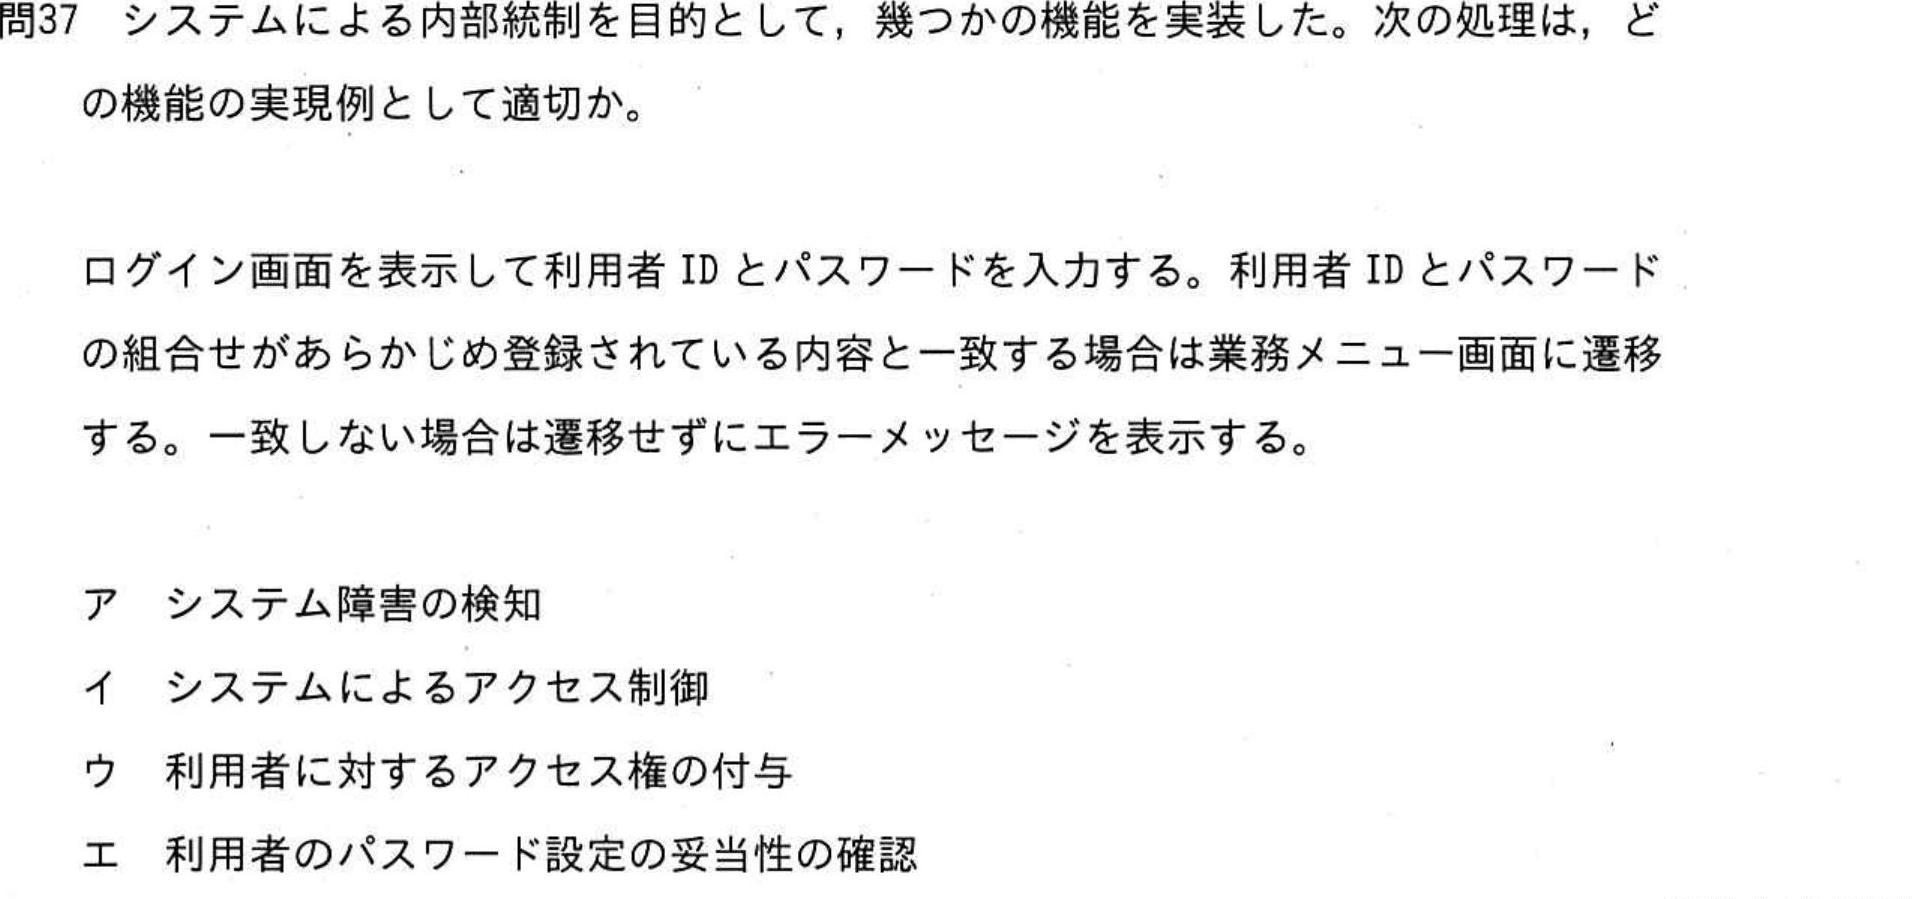 問37 システムによる内部統制を目的として，幾つかの機能を実装した。次の処理は，ど
の機能の実現例として適切か。
ログイン画面を表示して利用者 ID とパスワードを入力する。利用者 ID とパスワード
の組合せがあらかじめ登録されている内容と一致する場合は業務メニュー画面に遷移
する。一致しない場合は遷移せずにエラーメッセージを表示する。
ア システム障害の検知
イ システムによるアクセス制御
ウ 利用者に対するアクセス権の付与
エ 利用者のパスワード設定の妥当性の確認